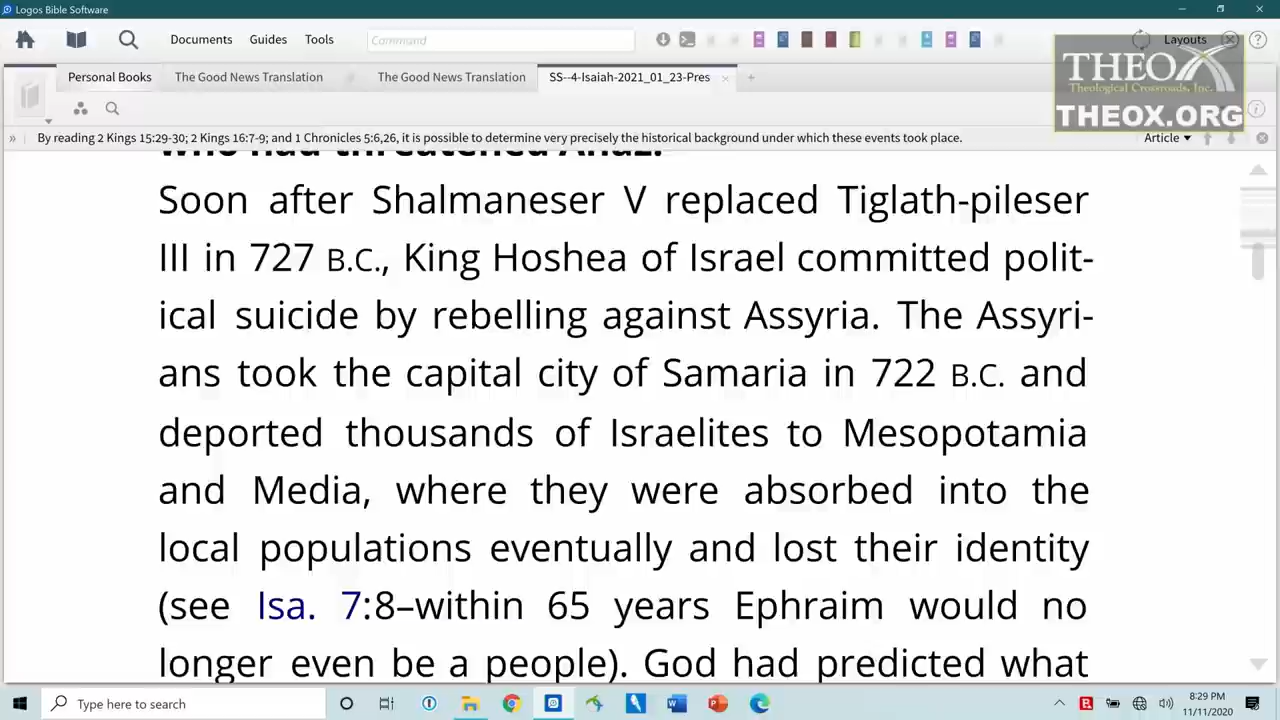 Logos Bible Software
Documents Guides Tools Command Layouts
THEOX
Theological Crossroads, Inc.
THEOX.ORG
Personal Books The Good News Translation The Good News Translation SS--4-Isaiah-2021_01_23-Pres
By reading 2 Kings 15:29-30; 2 Kings 16:7-9; and 1 Chronicles 5:6,26, it is possible to determine very precisely the historical background under which these events took place. Article
who had threatened Ahaz.
Soon after Shalmaneser V replaced Tiglath-pileser
III in 727 B.C., King Hoshea of Israel committed polit-
ical suicide by rebelling against Assyria. The Assyri-
ans took the capital city of Samaria in 722 B.C. and
deported thousands of Israelites to Mesopotamia
and Media, where they were absorbed into the
local populations eventually and lost their identity
(see Isa. 7:8–within 65 years Ephraim would no
longer even be a people). God had predicted what
Type here to search
8:29 PM
11/11/2020